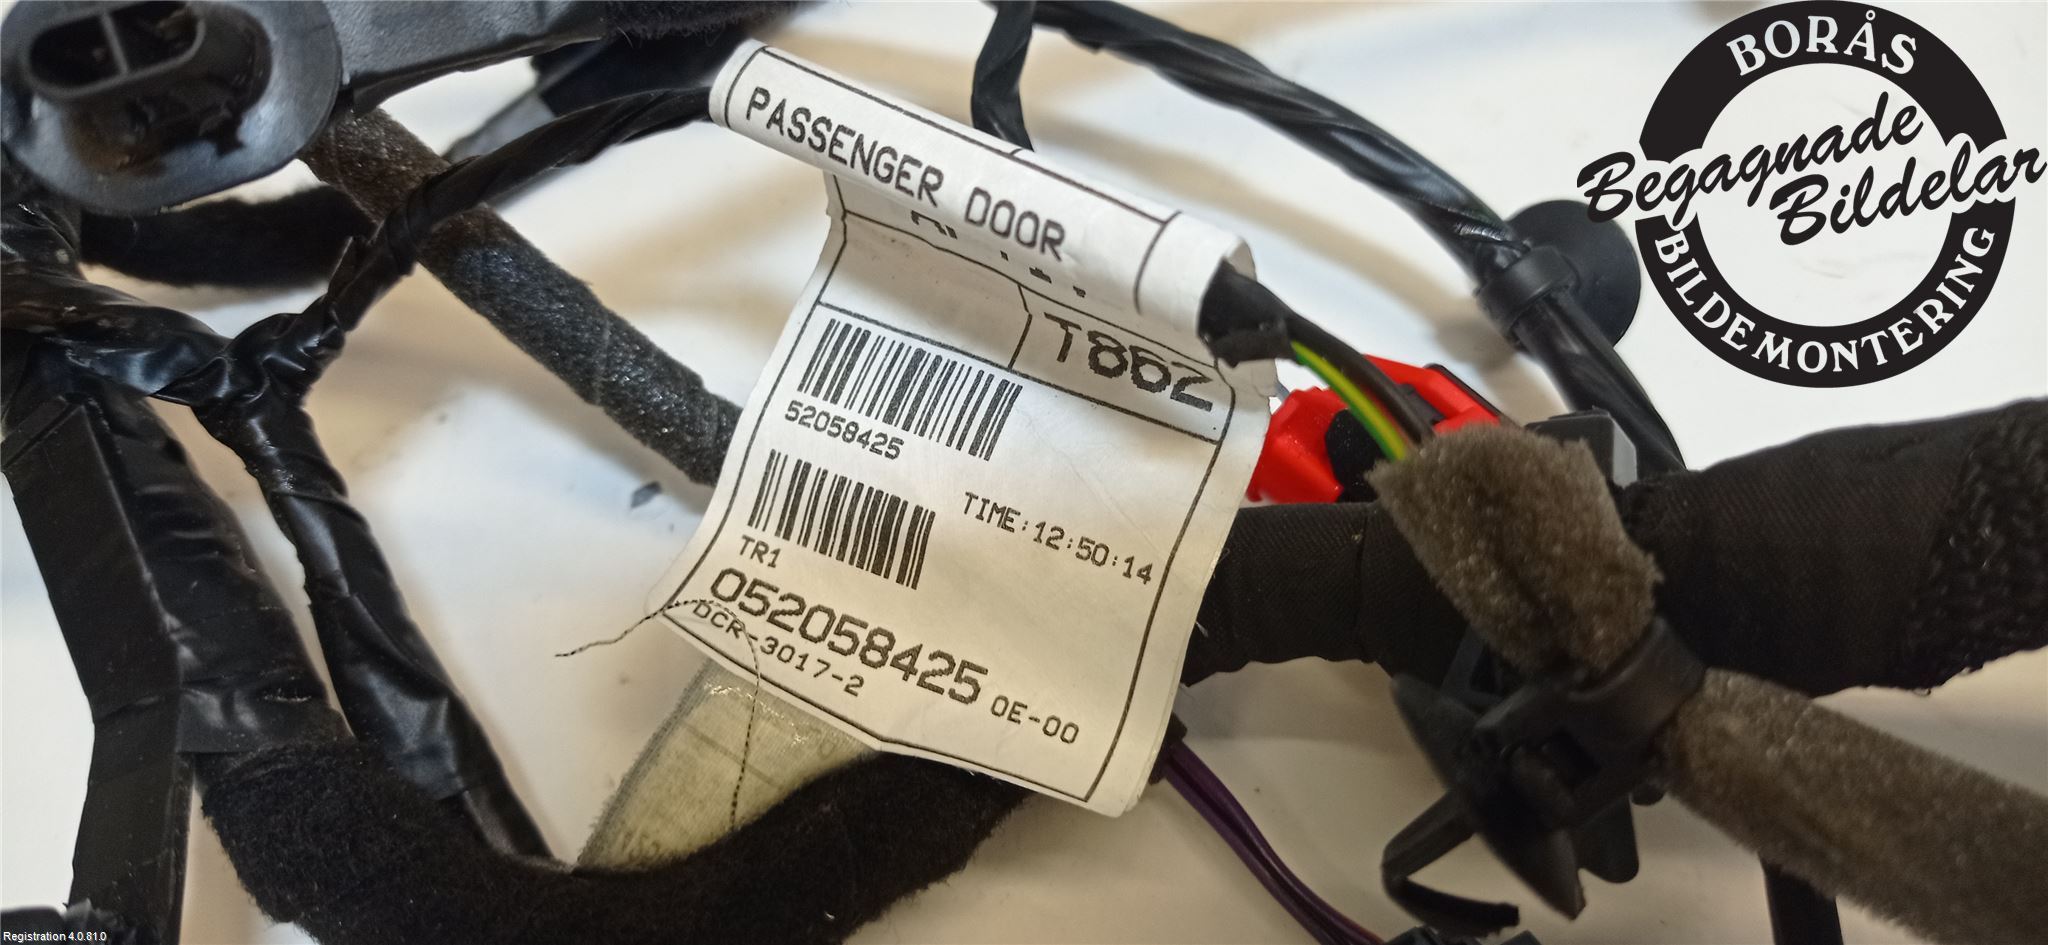 PASSENGER DOOR
T862
52058425
TIME:12:50:14
TR1
052058425 0E-00
DCR-3017-2
BORÅS
Begagnade
Bildelar
BILDEMONTERING
Registration 4.0.81.0